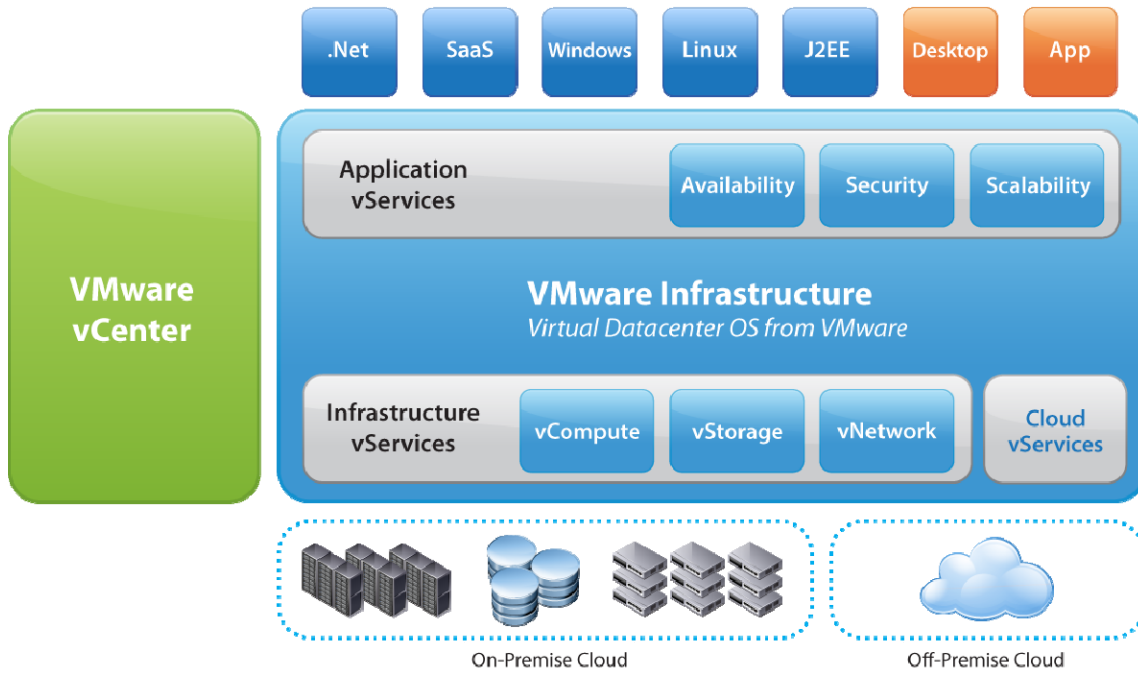 .Net
SaaS
Windows
Linux
J2EE
Desktop
App
VMware
vCenter
Application
vServices
Availability
Security
Scalability
VMware Infrastructure
Virtual Datacenter OS from VMware
Infrastructure
vServices
vCompute
vStorage
vNetwork
Cloud
vServices
On-Premise Cloud
Off-Premise Cloud